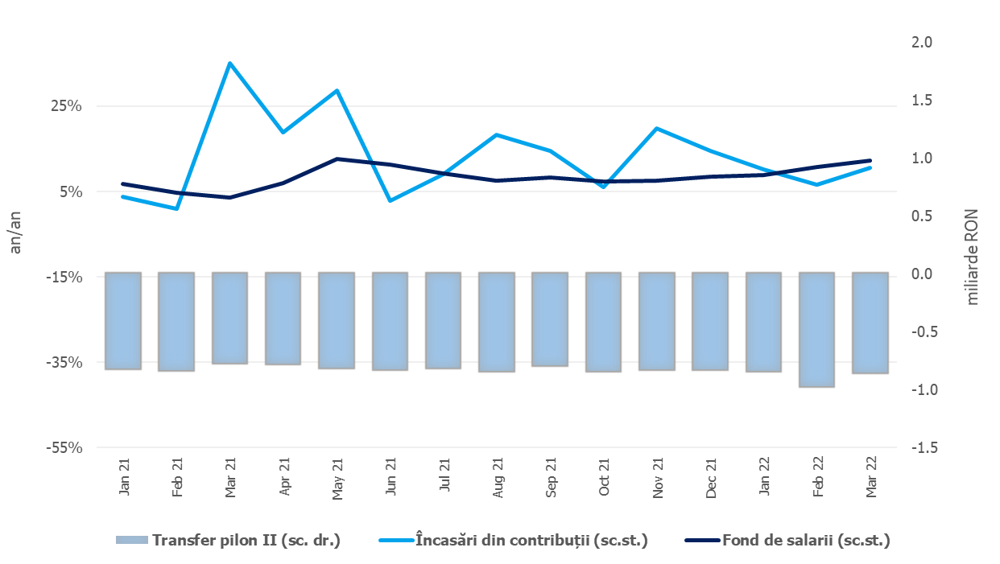 2.0
1.5
1.0
0.5
0.0
-0.5
-1.0
-1.5
25%
5%
-15%
-35%
-55%
an/an
miliarde RON
Jan 21
Feb 21
Mar 21
Apr 21
May 21
Jun 21
Jul 21
Aug 21
Sep 21
Oct 21
Nov 21
Dec 21
Jan 22
Feb 22
Mar 22
Transfer pilon II (sc. dr.)
Încasări din contribuții (sc.st.)
Fond de salarii (sc.st.)